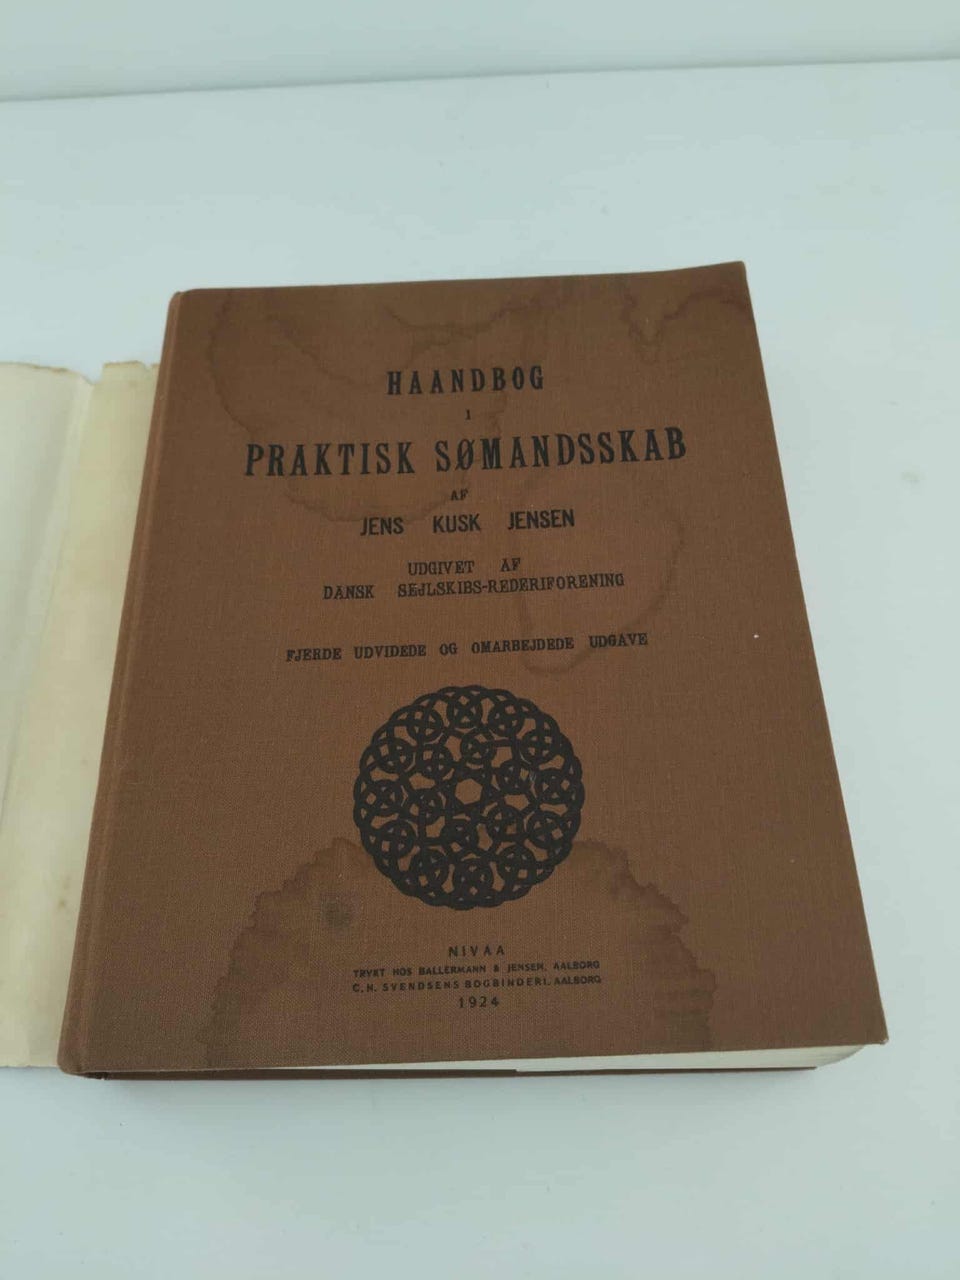 HAANDBOG
I
PRAKTISK SØMANDSSKAB
AF
JENS KUSK JENSEN
UDGIVET AF
DANSK SEJLSKIBS-REDERIFORENING
FJERDE UDVIDEDE OG OMARBEJDEDE UDGAVE
NIVAA
TRYKT HOS BALLERMANN & JENSEN, AALBORG
C. N. SVENDSENS BOGBINDERI, AALBORG
1924